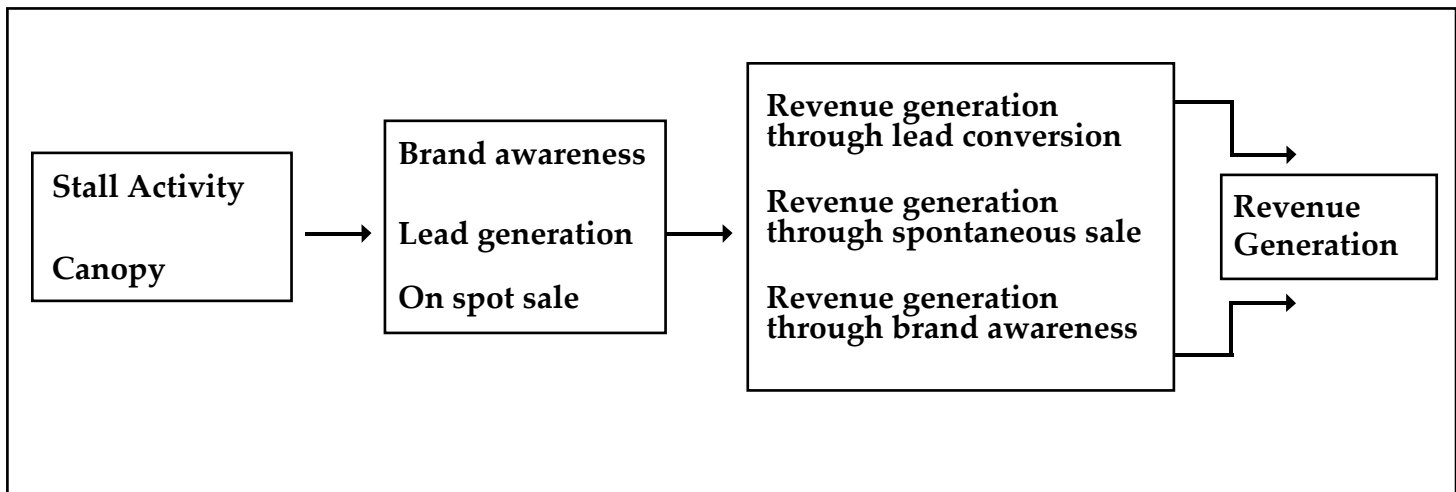 Stall Activity
Canopy
Brand awareness
Lead generation
On spot sale
Revenue generation
through lead conversion
Revenue generation
through spontaneous sale
Revenue generation
through brand awareness
Revenue
Generation